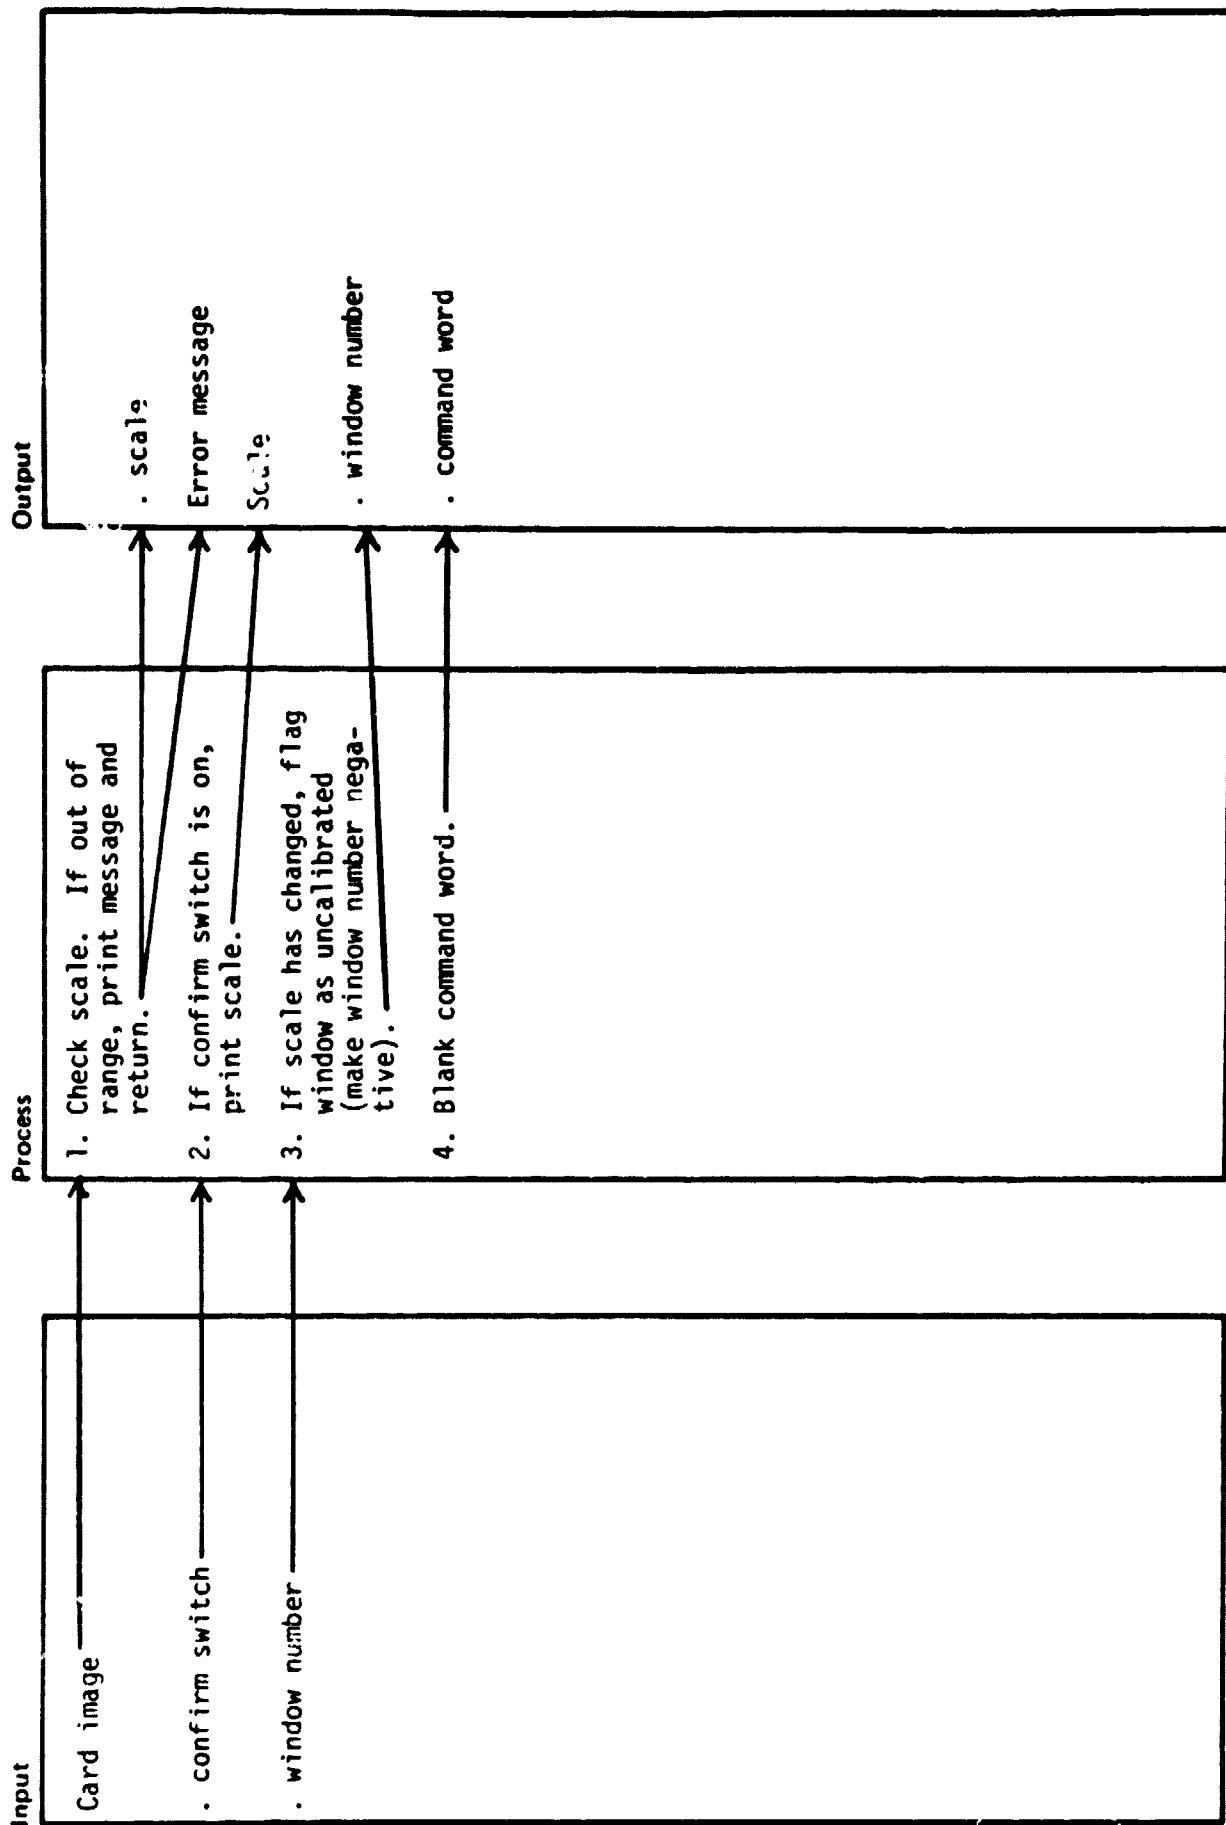 Input
Card image
. confirm switch
. window number
Process
1. Check scale. If out of
range, print message and
return.
2. If confirm switch is on,
print scale.
3. If scale has changed, flag
window as uncalibrated
(make window number nega-
tive).
4. Blank command word.
Output
. scale
Error message
Scale
. window number
. command word